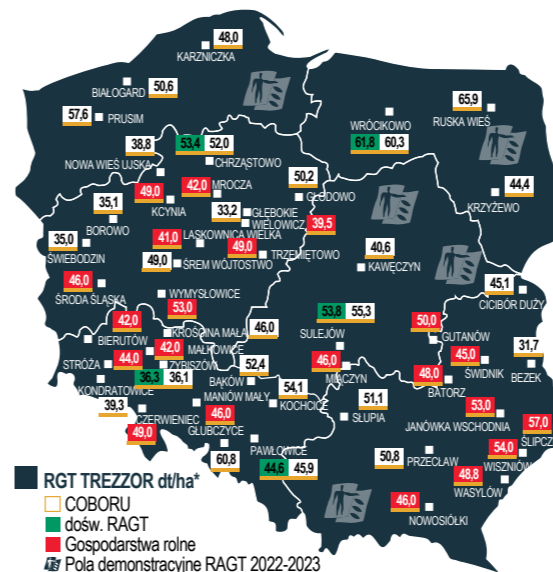 48,0
KARZNICZKA
BIAŁOGARD
50,6
57,6
PRUSIM
65,9
RUSKA WIEŚ
WRÓCIKOWO
61,8 60,3
38,8
NOWA WIEŚ UJSKA
53,4 52,0
CHRZĄSTOWO
49,0
KCYNIA
42,0
MROCZA
50,2
GŁODOWO
44,4
KRZYŻEWO
35,1
BOROWO
33,2
GŁĘBOKIE
WIELOWICZ
39,5
41,0
LASKOWNICA WIELKA
49,0
TRZEMIĘTOWO
35,0
ŚWIEBODZIN
49,0
ŚREM WÓJTOSTWO
40,6
KAWĘCZYN
46,0
ŚRODA ŚLĄSKA
45,1
CICIBÓR DUŻY
WYMYSŁOWICE
53,0
42,0
BIERUTÓW
KROŚCINA MAŁA
46,0
53,8 55,3
SULEJÓW
50,0
GUTANÓW
42,0
MAŁKOWICE
STRÓŻA
44,0
ZYBISZÓW
46,0
MIĄCZYN
45,0
ŚWIDNIK
31,7
BEZEK
KONDRATOWICE
36,3 36,1
BĄKÓW
52,4
48,0
BATORZ
39,3
CZERWIENIEC
MANIÓW MAŁY
54,1
KOCHCICE
51,1
SŁUPIA
53,0
JANÓWKA WSCHODNIA
57,0
ŚLIPCZE
49,0
46,0
GŁUBCZYCE
PAWŁOWICE
50,8
PRZECŁAW
54,0
WISZNIÓW
60,8
44,6 45,9
48,8
WASYLÓW
46,0
NOWOSIÓŁKI
RGT TREZZOR dt/ha*
COBORU
dośw. RAGT
Gospodarstwa rolne
Pola demonstracyjne RAGT 2022-2023